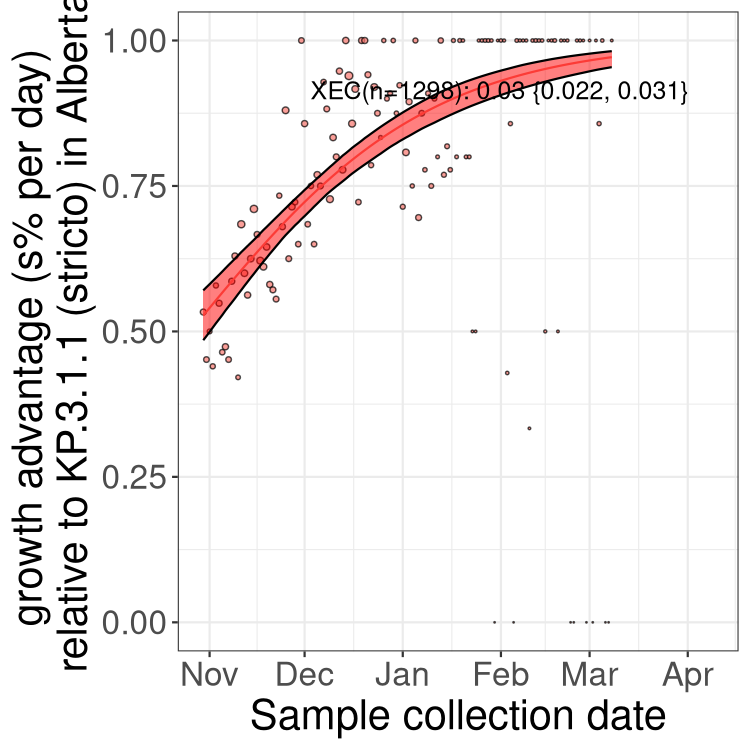 growth advantage (s% per day)
relative to KP.3.1.1 (stricto) in Alberta
1.00
0.75
0.50
0.25
0.00
XEC(n=1298): 0.03 {0.022, 0.031}
Nov Dec Jan Feb Mar Apr
Sample collection date